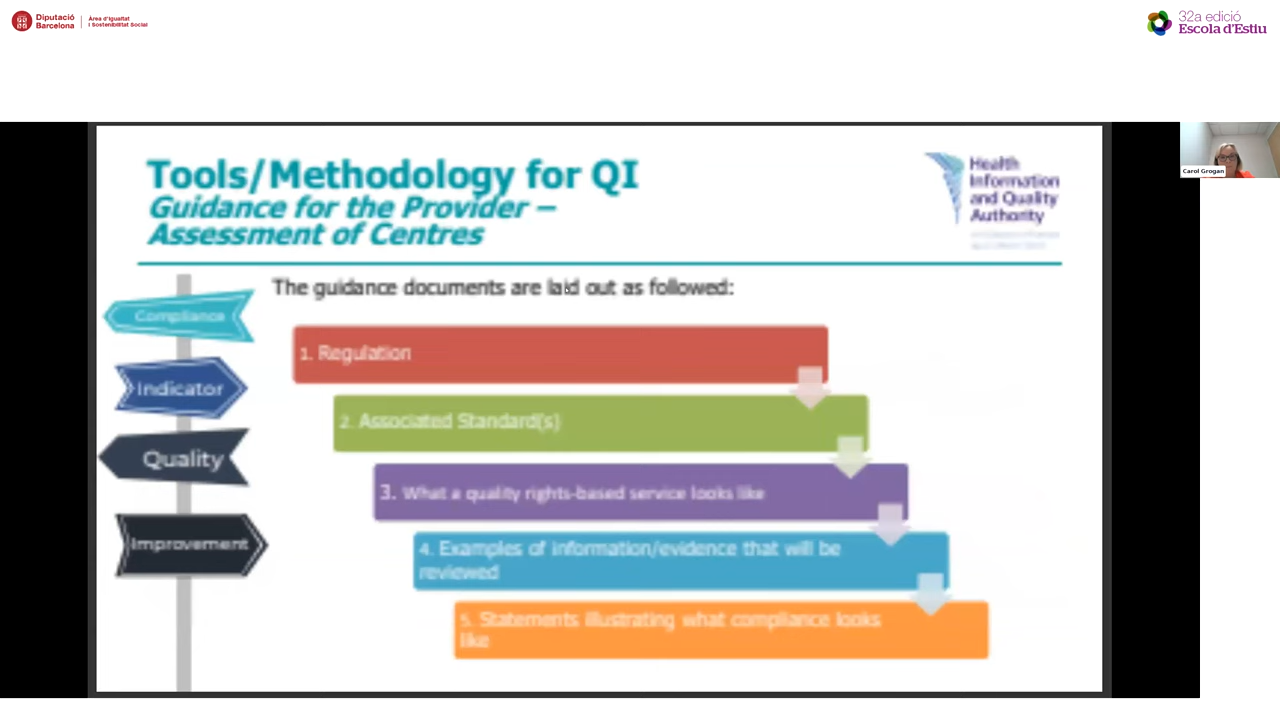 Diputació
Barcelona
Àrea d'Igualtat
i Sostenibilitat Social
32a edició
Escola d'Estiu
Tools/Methodology for QI
Guidance for the Provider –
Assessment of Centres
Health
Information
and Quality
Authority
Carol Grogan
The guidance documents are laid out as followed:
Compliance
Indicator
Quality
Improvement
1. Regulation
2. Associated Standard(s)
3. What a quality rights-based service looks like
4. Examples of information/evidence that will be
reviewed
5. Statements illustrating what compliance looks
like